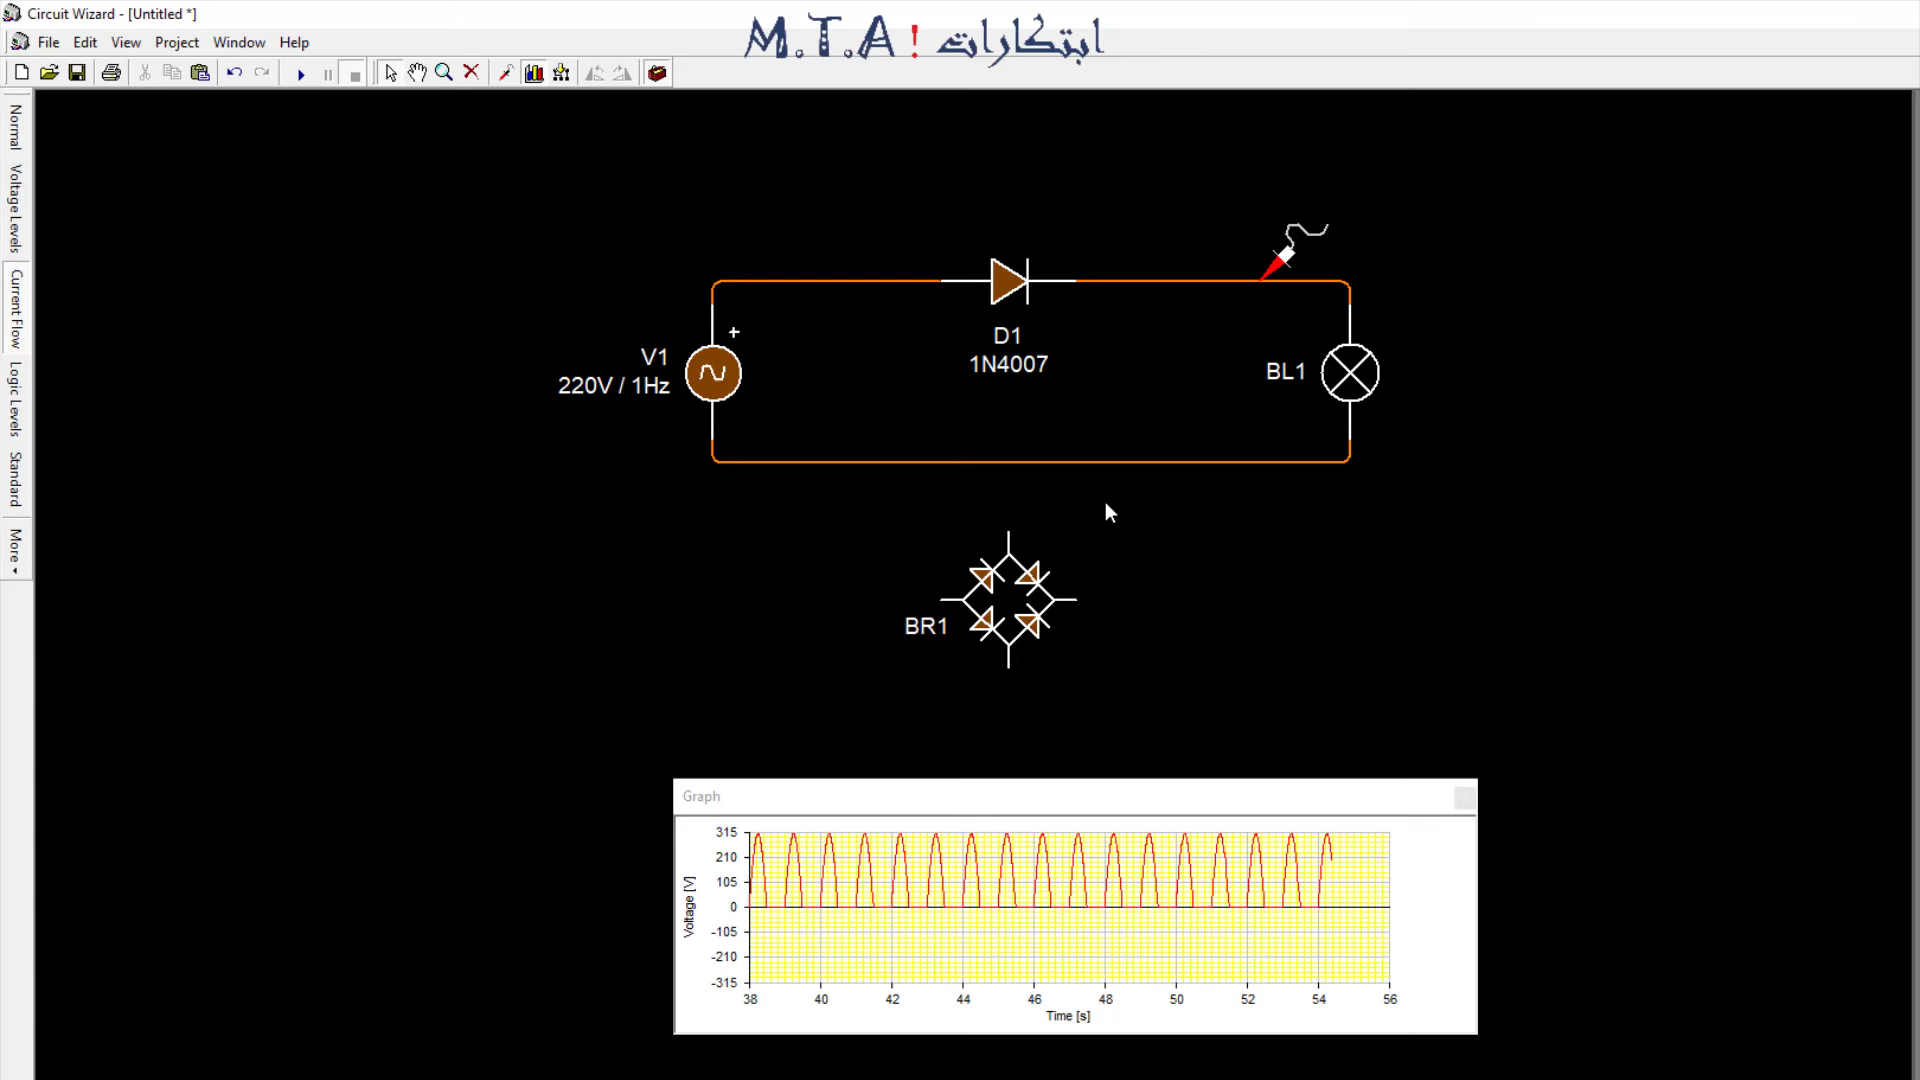 Circuit Wizard - [Untitled *]
M.T.A ! ابتكارات
File Edit View Project Window Help
Normal
Voltage Levels
Current Flow
Logic Levels
Standard
More
V1
220V / 1Hz
+
D1
1N4007
BL1
BR1
Graph
315
210
105
0
-105
-210
-315
Voltage [V]
38 40 42 44 46 48 50 52 54 56
Time [s]